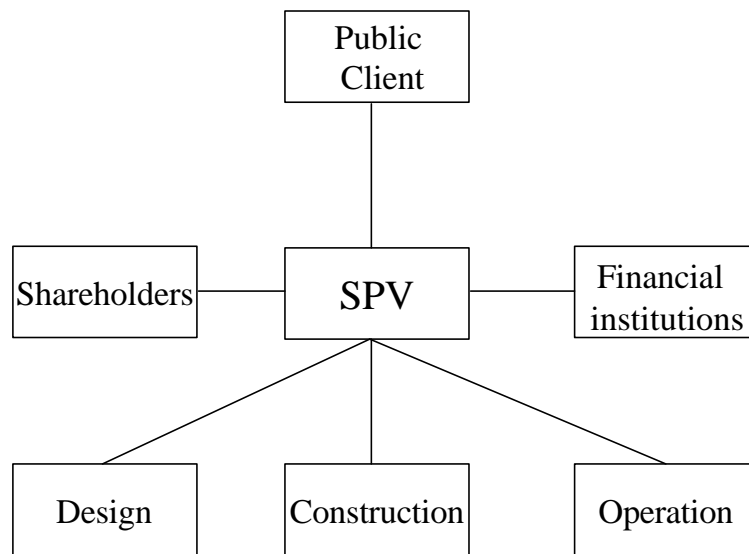 Public
Client
Shareholders
SPV
Financial
institutions
Design
Construction
Operation